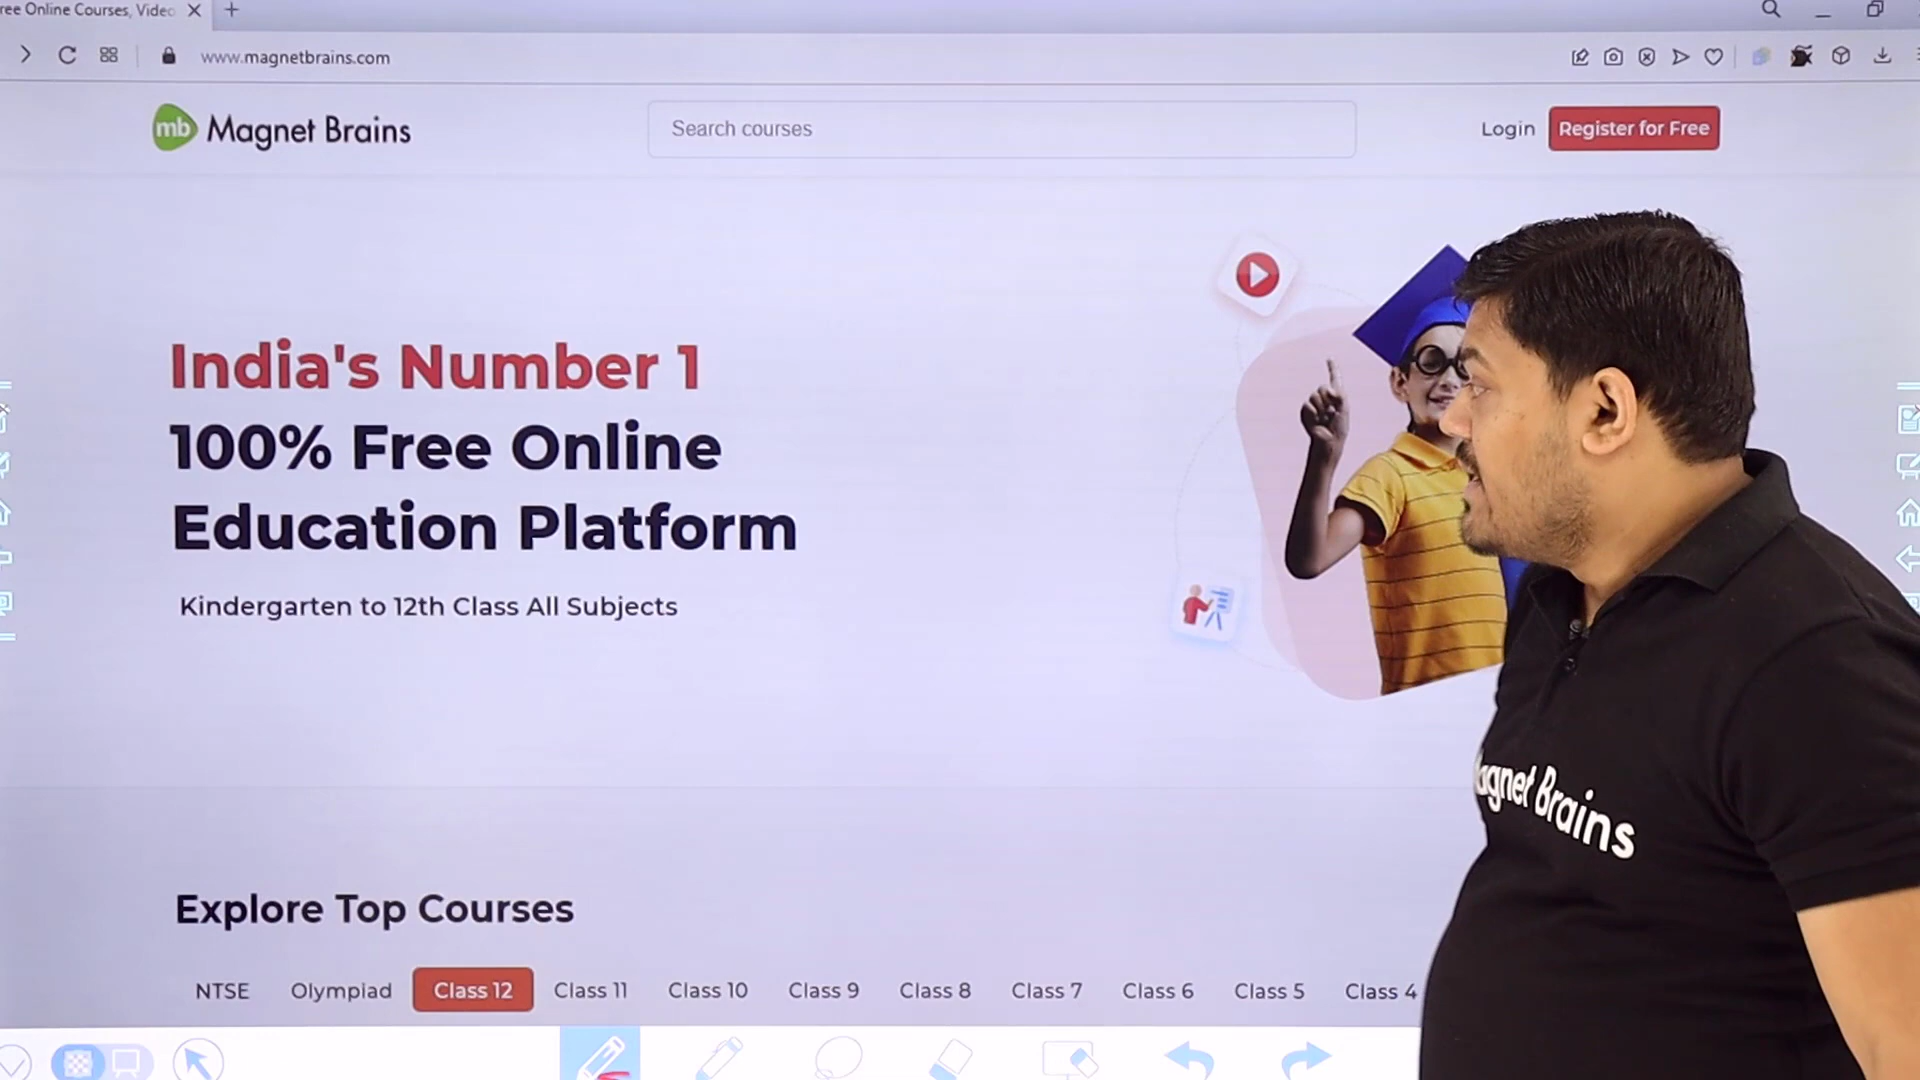 ree Online Courses, Video
www.magnetbrains.com
mb Magnet Brains
Search courses
Login
Register for Free
India's Number 1
100% Free Online
Education Platform
Kindergarten to 12th Class All Subjects
agnet Brains
Explore Top Courses
NTSE Olympiad Class 12 Class 11 Class 10 Class 9 Class 8 Class 7 Class 6 Class 5 Class 4